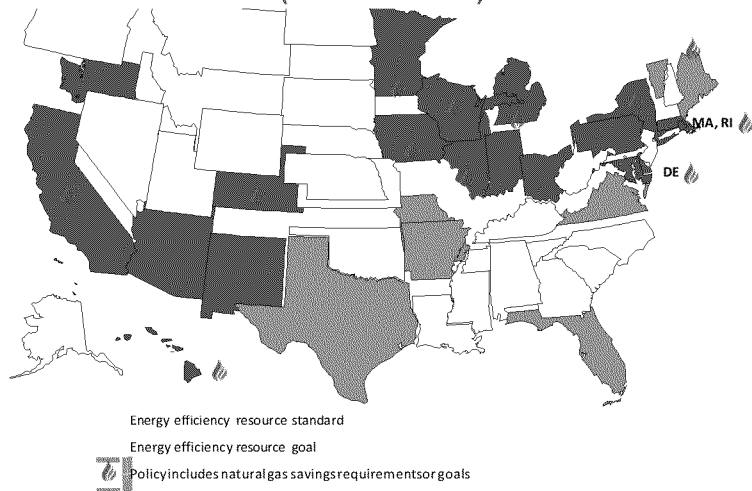 MA, RI
DE
Energy efficiency resource standard
Energy efficiency resource goal
Policy includes natural gas savings requirements or goals